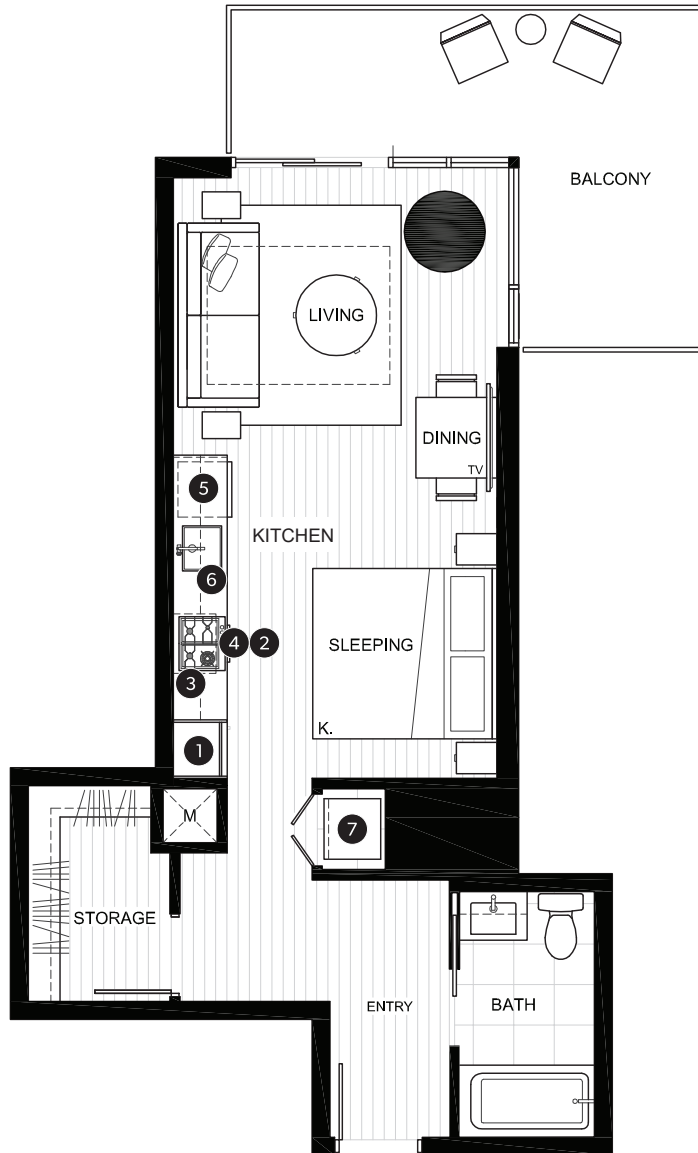 BALCONY
LIVING
DINING
TV
5
KITCHEN
6
4 2
SLEEPING
3
K.
1
M
7
STORAGE
ENTRY
BATH